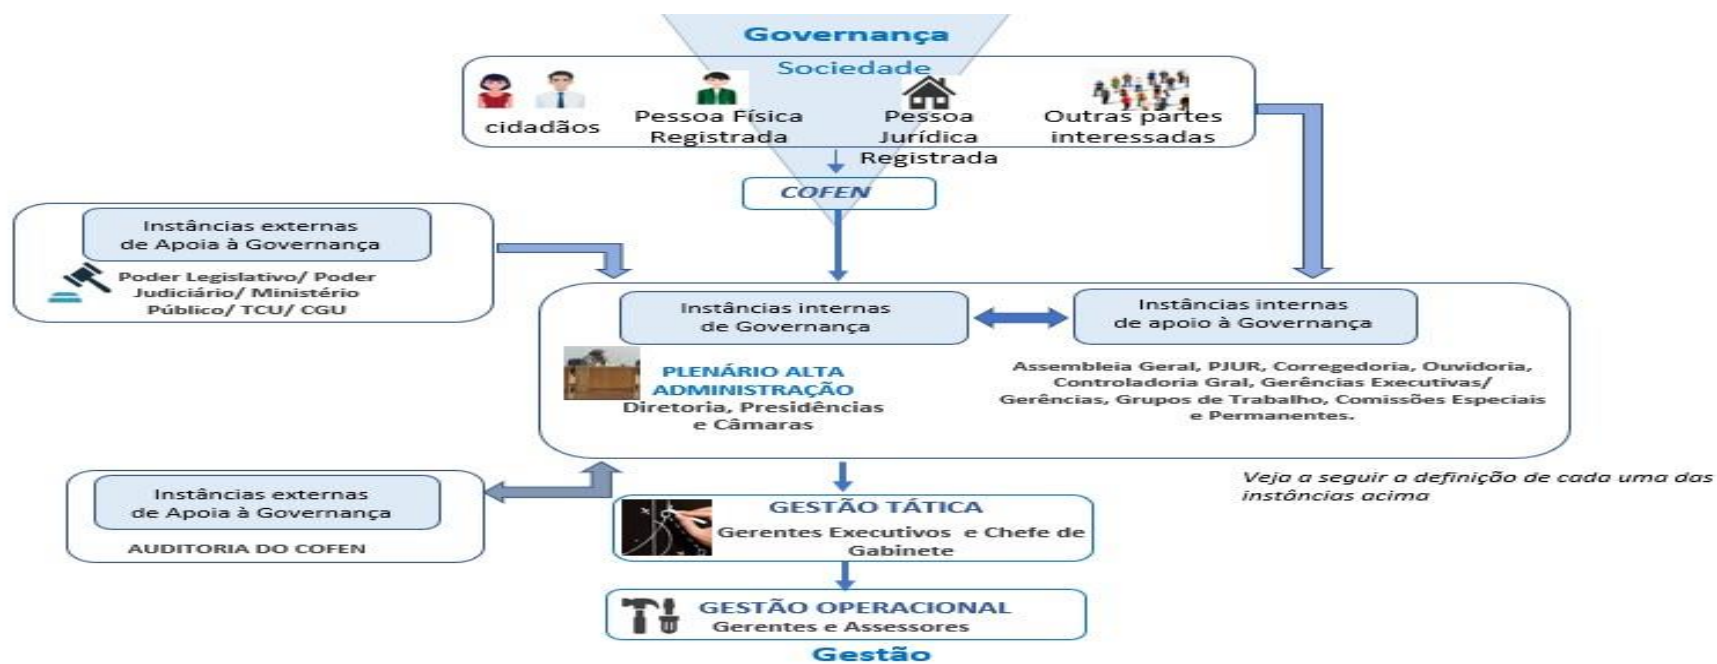 Governança
Sociedade
cidadãos
Pessoa Física
Registrada
Pessoa
Jurídica
Registrada
Outras partes
interessadas
COFEN
Instâncias externas
de Apoia à Governança
Poder Legislativo/ Poder
Judiciário/ Ministério
Público/ TCU/ CGU
Instâncias internas
de Governança
PLENÁRIO ALTA
ADMINISTRAÇÃO
Diretoria, Presidências
e Câmaras
Instâncias internas
de apoio à Governança
Assembleia Geral, PJUR, Corregedoria, Ouvidoria,
Controladoria Gral, Gerências Executivas/
Gerências, Grupos de Trabalho, Comissões Especiais
e Permanentes.
Veja a seguir a definição de cada uma das
instâncias acima
Instâncias externas
de Apoia à Governança
AUDITORIA DO COFEN
GESTÃO TÁTICA
Gerentes Executivos e Chefe de
Gabinete
GESTÃO OPERACIONAL
Gerentes e Assessores
Gestão